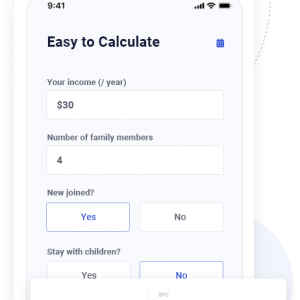 9:41
Easy to Calculate
Your income (/ year)
$30
Number of family members
4
New joined?
Yes No
Stay with children?
Yes No
BTC